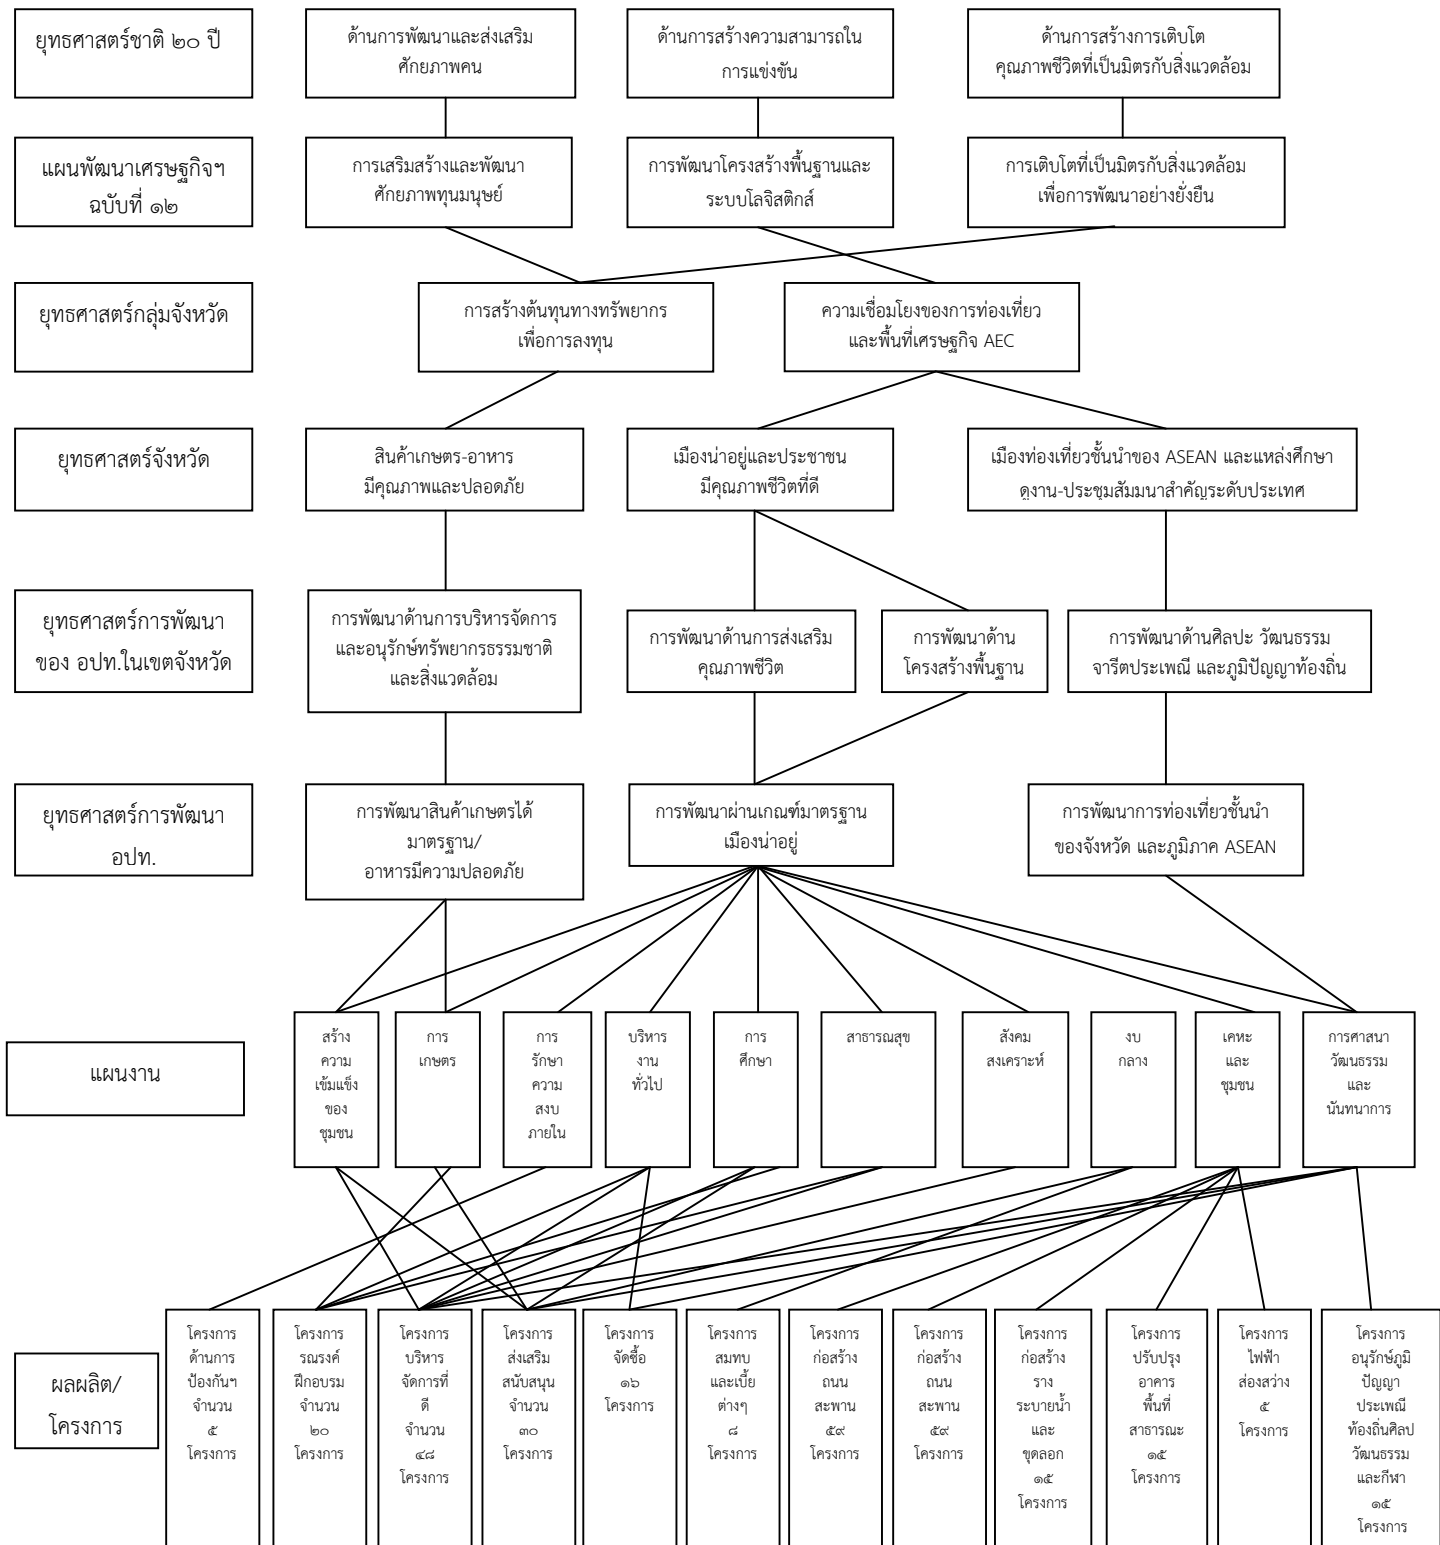 ยุทธศาสตร์ชาติ ๒๐ ปี
ด้านการพัฒนาและส่งเสริม
ศักยภาพคน
ด้านการสร้างความสามารถใน
การแข่งขัน
ด้านการสร้างการเติบโต
คุณภาพชีวิตที่เป็นมิตรกับสิ่งแวดล้อม
แผนพัฒนาเศรษฐกิจฯ
ฉบับที่ ๑๒
การเสริมสร้างและพัฒนา
ศักยภาพทุนมนุษย์
การพัฒนาโครงสร้างพื้นฐานและ
ระบบโลจิสติกส์
การเติบโตที่เป็นมิตรกับสิ่งแวดล้อม
เพื่อการพัฒนาอย่างยั่งยืน
ยุทธศาสตร์กลุ่มจังหวัด
การสร้างต้นทุนทางทรัพยากร
เพื่อการลงทุน
ความเชื่อมโยงของการท่องเที่ยว
และพื้นที่เศรษฐกิจ AEC
ยุทธศาสตร์จังหวัด
สินค้าเกษตร-อาหาร
มีคุณภาพและปลอดภัย
เมืองน่าอยู่และประชาชน
มีคุณภาพชีวิตที่ดี
เมืองท่องเที่ยวชั้นนำของ ASEAN และแหล่งศึกษา
ดูงาน-ประชุมสัมมนาสำคัญระดับประเทศ
ยุทธศาสตร์การพัฒนา
ของ อปท.ในเขตจังหวัด
การพัฒนาด้านการบริหารจัดการ
และอนุรักษ์ทรัพยากรธรรมชาติ
และสิ่งแวดล้อม
การพัฒนาด้านการส่งเสริม
คุณภาพชีวิต
การพัฒนาด้าน
โครงสร้างพื้นฐาน
การพัฒนาด้านศิลปะ วัฒนธรรม
จารีตประเพณี และภูมิปัญญาท้องถิ่น
ยุทธศาสตร์การพัฒนา
อปท.
การพัฒนาสินค้าเกษตรได้
มาตรฐาน/
อาหารมีความปลอดภัย
การพัฒนาผ่านเกณฑ์มาตรฐาน
เมืองน่าอยู่
การพัฒนาการท่องเที่ยวชั้นนำ
ของจังหวัด และภูมิภาค ASEAN
แผนงาน
สร้าง
ความ
เข้มแข็ง
ของ
ชุมชน
การ
เกษตร
การ
รักษา
ความ
สงบ
ภายใน
บริหาร
งาน
ทั่วไป
การ
ศึกษา
สาธารณสุข
สังคม
สงเคราะห์
งบ
กลาง
เคหะ
และ
ชุมชน
การศาสนา
วัฒนธรรม
และ
นันทนาการ
ผลผลิต/
โครงการ
โครงการ
ด้านการ
ป้องกันฯ
จำนวน
๕
โครงการ
โครงการ
รณรงค์
ฝึกอบรม
จำนวน
๒๐
โครงการ
โครงการ
บริหาร
จัดการที่
ดี
จำนวน
๔๘
โครงการ
โครงการ
ส่งเสริม
สนับสนุน
จำนวน
๓๐
โครงการ
โครงการ
จัดซื้อ
๑๖
โครงการ
โครงการ
สมทบ
และเบี้ย
ต่างๆ
๘
โครงการ
โครงการ
ก่อสร้าง
ถนน
สะพาน
๕๙
โครงการ
โครงการ
ก่อสร้าง
ถนน
สะพาน
๕๙
โครงการ
โครงการ
ก่อสร้าง
ราง
ระบายน้ำ
และ
ขุดลอก
๑๕
โครงการ
โครงการ
ปรับปรุง
อาคาร
พื้นที่
สาธารณะ
๑๕
โครงการ
โครงการ
ไฟฟ้า
ส่องสว่าง
๕
โครงการ
โครงการ
อนุรักษ์ภูมิ
ปัญญา
ประเพณี
ท้องถิ่นศิลป
วัฒนธรรม
และกีฬา
๑๕
โครงการ